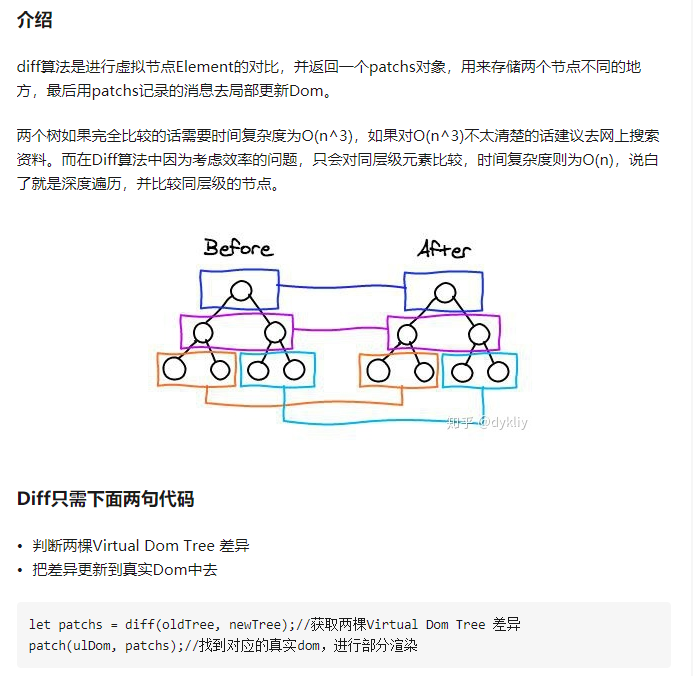 介绍
diff算法是进行虚拟节点Element的对比，并返回一个patchs对象，用来存储两个节点不同的地
方，最后用patchs记录的消息去局部更新Dom。
两个树如果完全比较的话需要时间复杂度为O(n^3)，如果对O(n^3)不太清楚的话建议去网上搜索
资料。而在Diff算法中因为考虑效率的问题，只会对同层级元素比较，时间复杂度则为O(n)，说白
了就是深度遍历，并比较同层级的节点。
Before After
知乎 @dykliy
Diff只需下面两句代码
• 判断两棵Virtual Dom Tree 差异
• 把差异更新到真实Dom中去
let patchs = diff(oldTree, newTree);//获取两棵Virtual Dom Tree 差异
patch(ulDom, patchs);//找到对应的真实dom，进行部分渲染